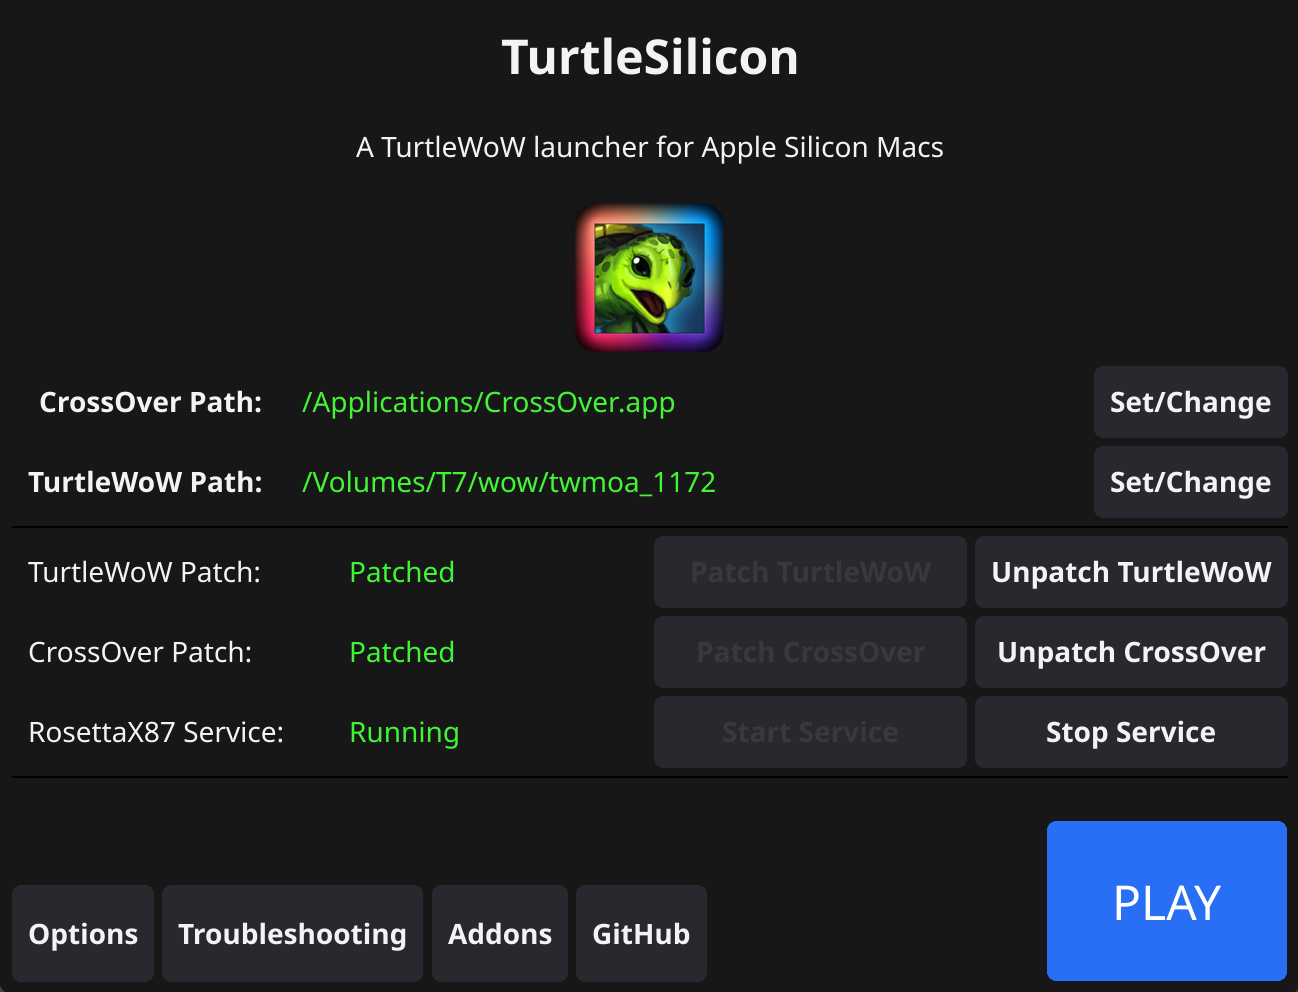 TurtleSilicon
A TurtleWoW launcher for Apple Silicon Macs
CrossOver Path: /Applications/CrossOver.app Set/Change
TurtleWoW Path: /Volumes/T7/wow/twmoa_1172 Set/Change
TurtleWoW Patch: Patched Patch TurtleWoW Unpatch TurtleWoW
CrossOver Patch: Patched Patch CrossOver Unpatch CrossOver
RosettaX87 Service: Running Start Service Stop Service
PLAY
Options Troubleshooting Addons GitHub